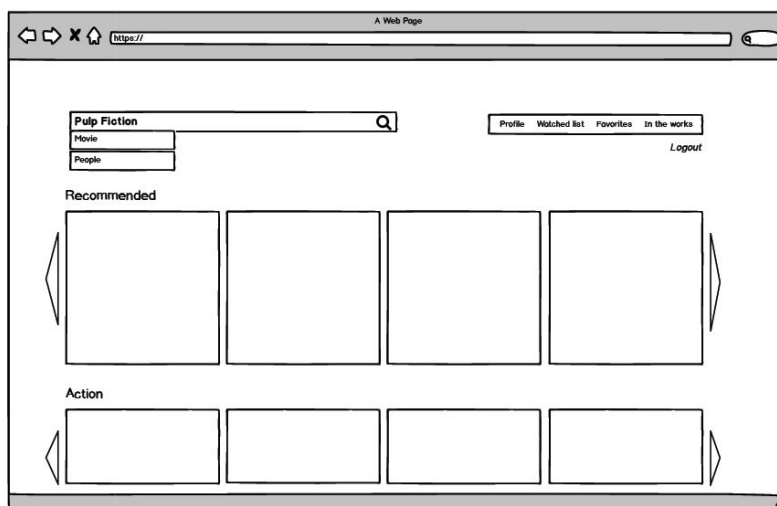 A Web Page
https://
Pulp Fiction
Movie
People
Profile Watched list Favorites In the works
Logout
Recommended
Action